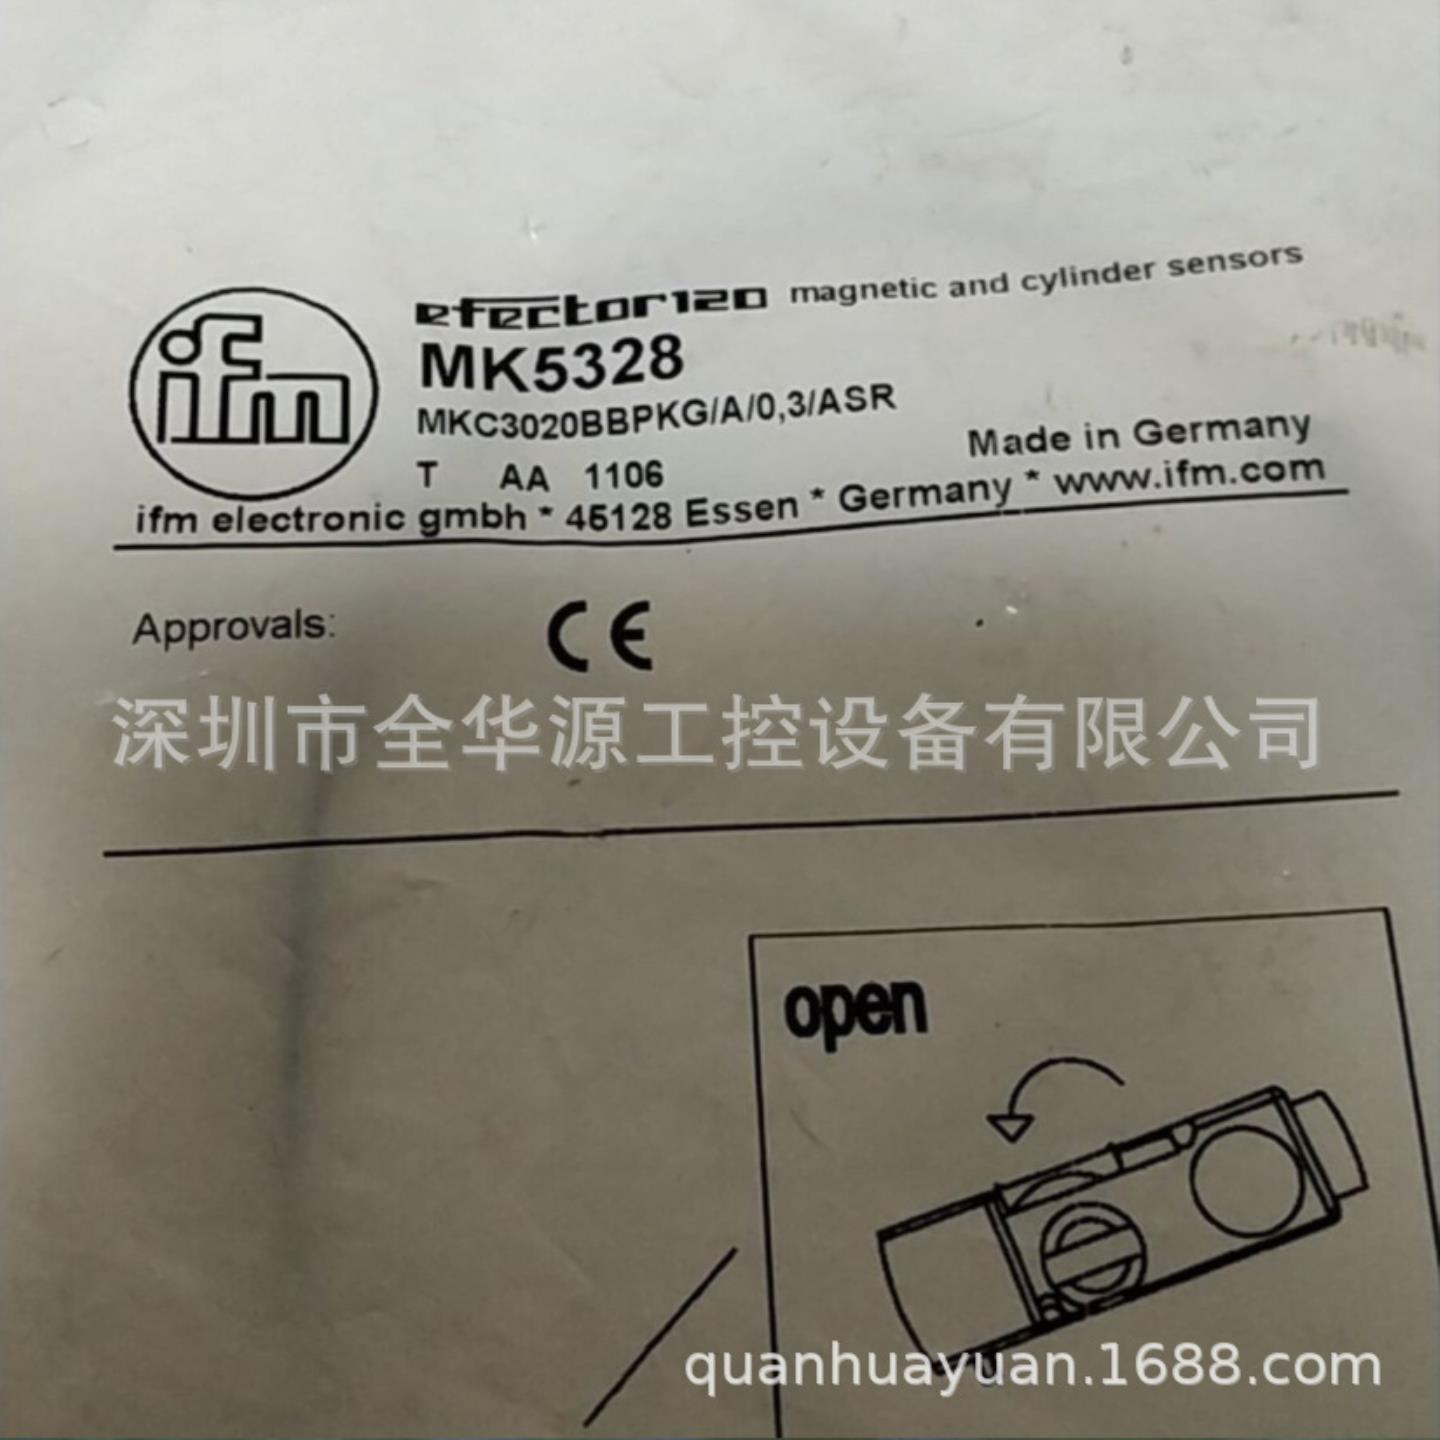 ifm
efector120 magnetic and cylinder sensors
MK5328
MKC3020BBPKG/A/0,3/ASR
Made in Germany
T AA 1106
ifm electronic gmbh * 45128 Essen * Germany * www.ifm.com
Approvals: CE
深圳市全华源工控设备有限公司
open
quanhuayuan.1688.com